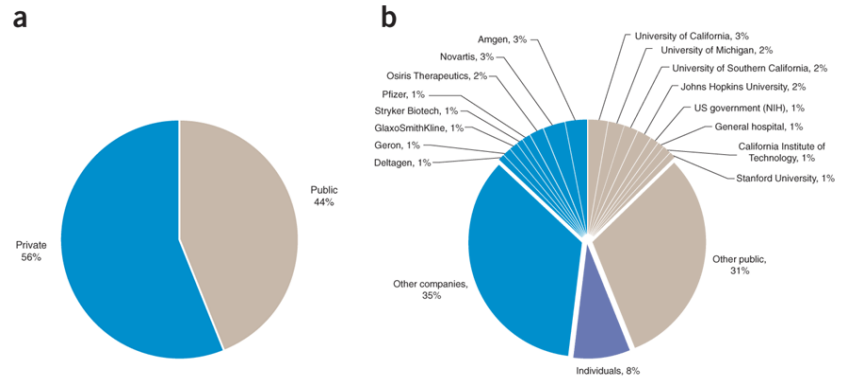 a
Private
56%
Public
44%
b
Amgen, 3%
Novartis, 3%
Osiris Therapeutics, 2%
Pfizer, 1%
Stryker Biotech, 1%
GlaxoSmithKline, 1%
Geron, 1%
Deltagen, 1%
University of California, 3%
University of Michigan, 2%
University of Southern California, 2%
Johns Hopkins University, 2%
US government (NIH), 1%
General hospital, 1%
California Institute of
Technology, 1%
Stanford University, 1%
Other public,
31%
Other companies,
35%
Individuals, 8%